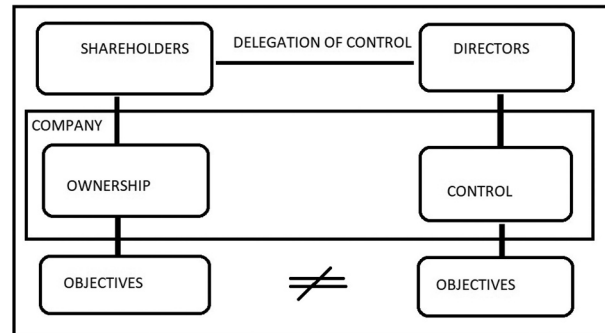 SHAREHOLDERS
DELEGATION OF CONTROL
DIRECTORS
COMPANY
OWNERSHIP
CONTROL
OBJECTIVES
≠
OBJECTIVES